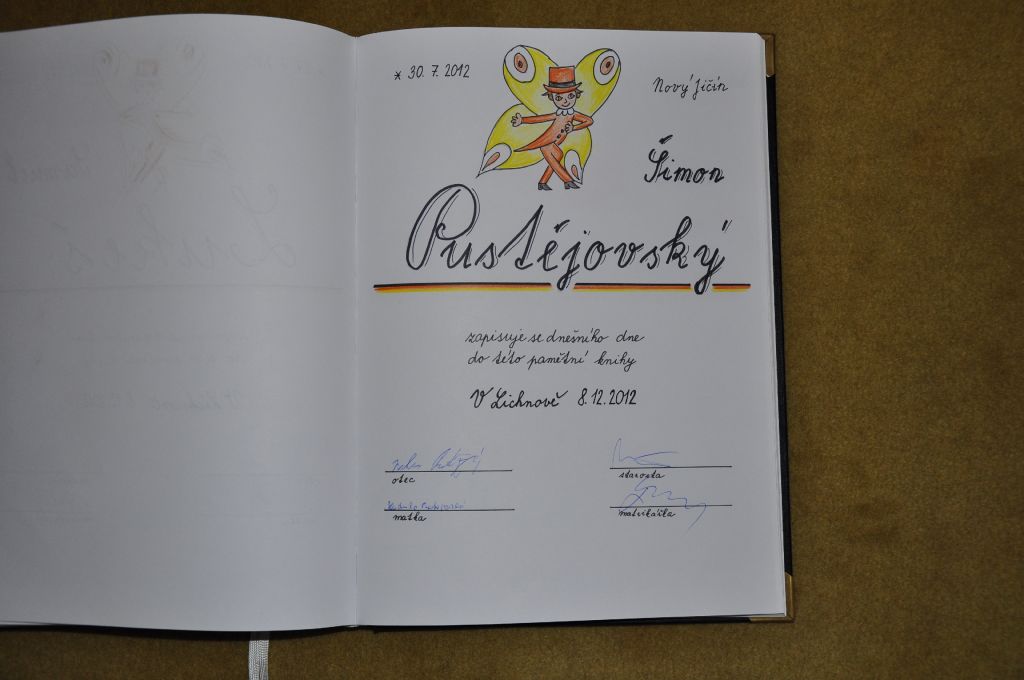 * 30. 7. 2012
Nový Jičín
Šimon
Pustějovský
zapisuje se dnešního dne
do této pamětní knihy
V Lichnově 8.12.2012
otec
starosta
matka
matrikářka